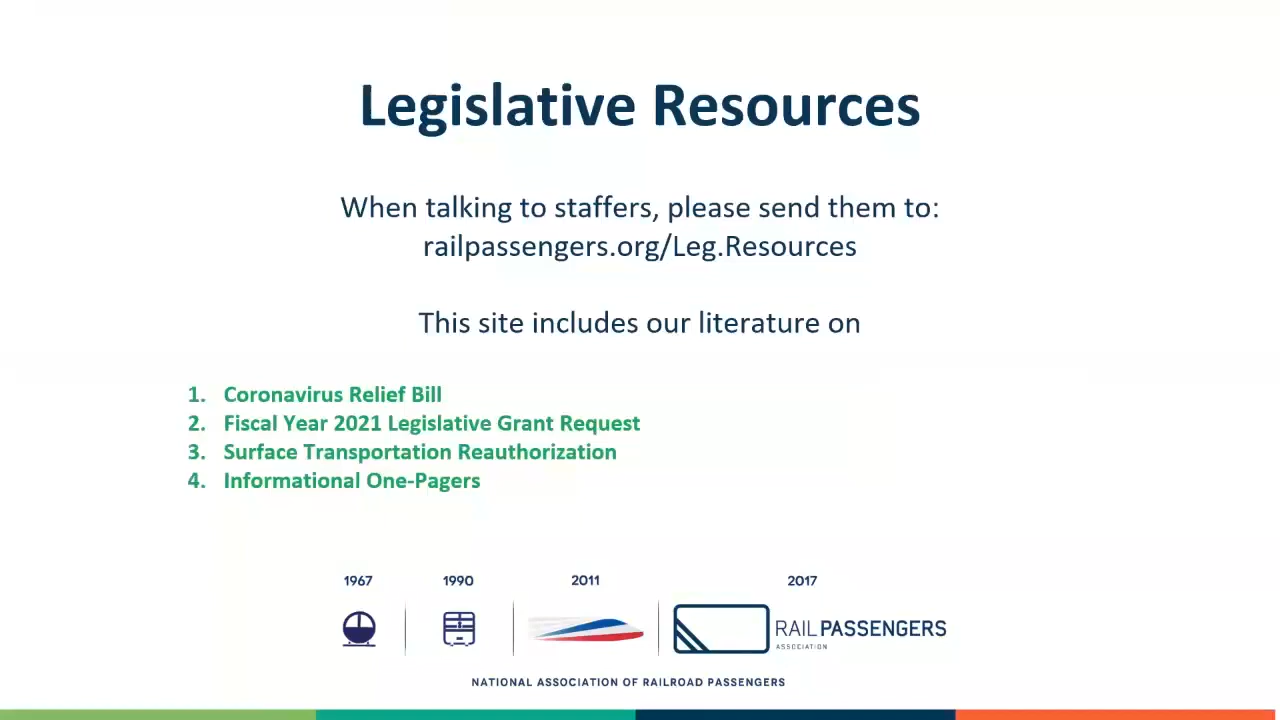 Legislative Resources
When talking to staffers, please send them to:
railpassengers.org/Leg.Resources
This site includes our literature on
1. Coronavirus Relief Bill
2. Fiscal Year 2021 Legislative Grant Request
3. Surface Transportation Reauthorization
4. Informational One-Pagers
1967 1990 2011 2017
RAIL PASSENGERS
ASSOCIATION
NATIONAL ASSOCIATION OF RAILROAD PASSENGERS